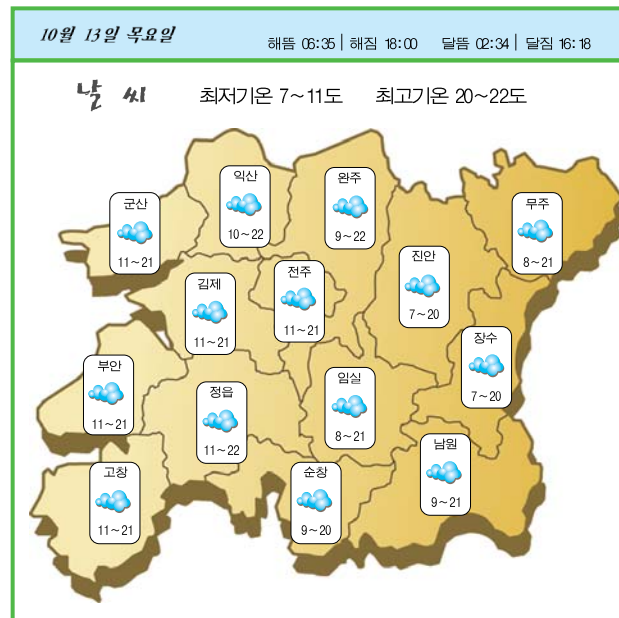 10월 13일 목요일
해뜸 06:35 | 해짐 18:00 달뜸 02:34 | 달짐 16:18
날 씨 최저기온 7~11도 최고기온 20~22도
군산
11~21
익산
10~22
완주
9~22
무주
8~21
김제
11~21
전주
11~21
진안
7~20
장수
7~20
부안
11~21
정읍
11~22
임실
8~21
남원
9~21
고창
11~21
순창
9~20